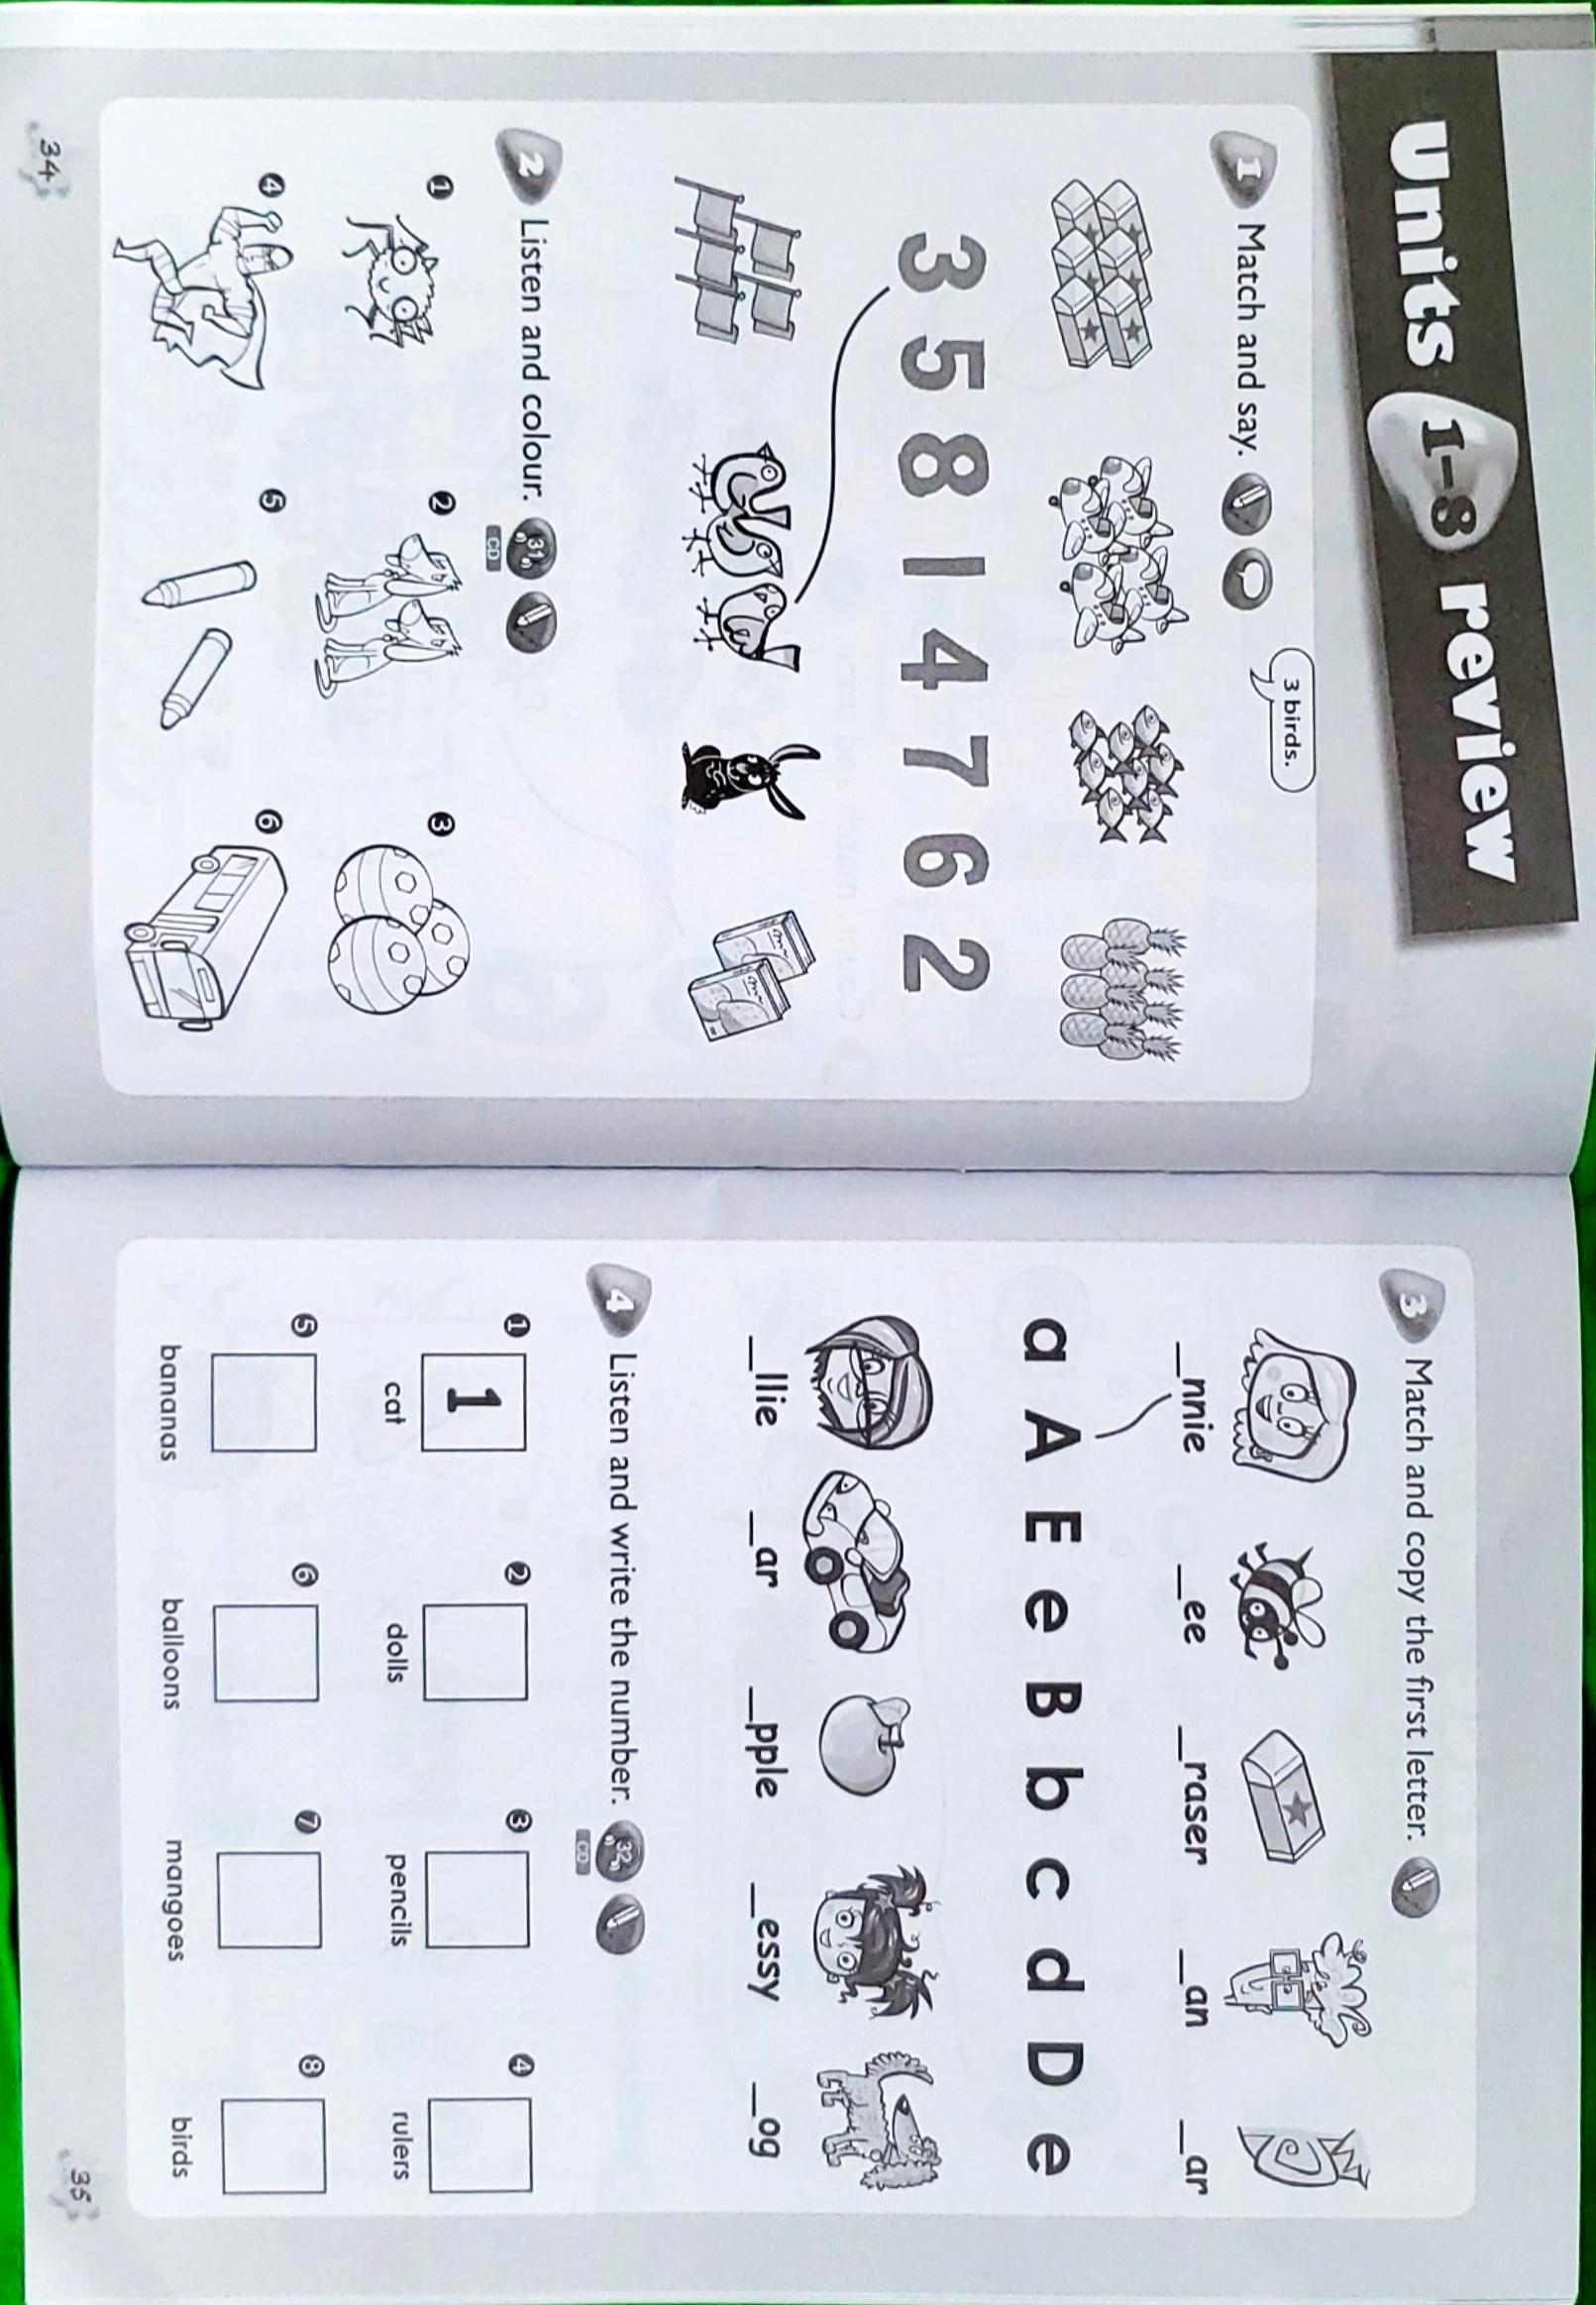 Units 1-8 review
1 Match and say.
3 birds.
3 5 8 1 4 7 6 2
2 Listen and colour. 31
CD
1 2 3
4 5 6
34
3 Match and copy the first letter.
_nnie _ee _raser _an _ar
a A E e B b c d D e
_llie _ar _pple _essy _og
4 Listen and write the number. 32
CD
1 1 2 3 4
cat dolls pencils rulers
5 6 7 8
bananas balloons mangoes birds
35